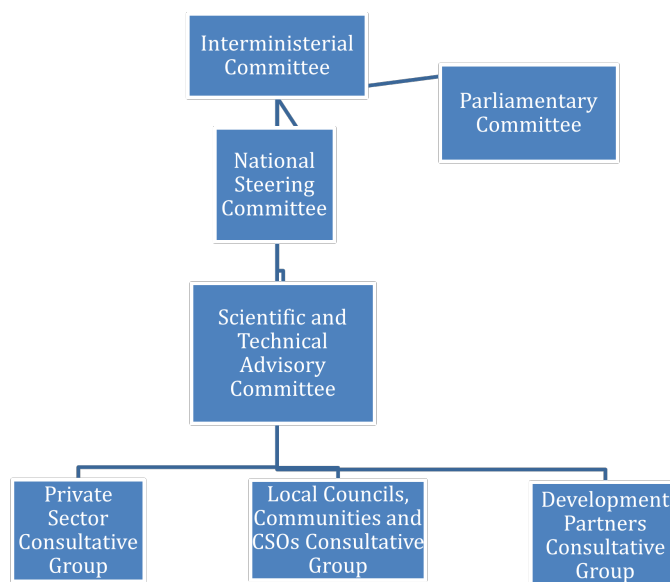 Interministerial
Committee
Parliamentary
Committee
National
Steering
Committee
Scientific and
Technical
Advisory
Committee
Private
Sector
Consultative
Group
Local Councils,
Communities and
CSOs Consultative
Group
Development
Partners
Consultative
Group